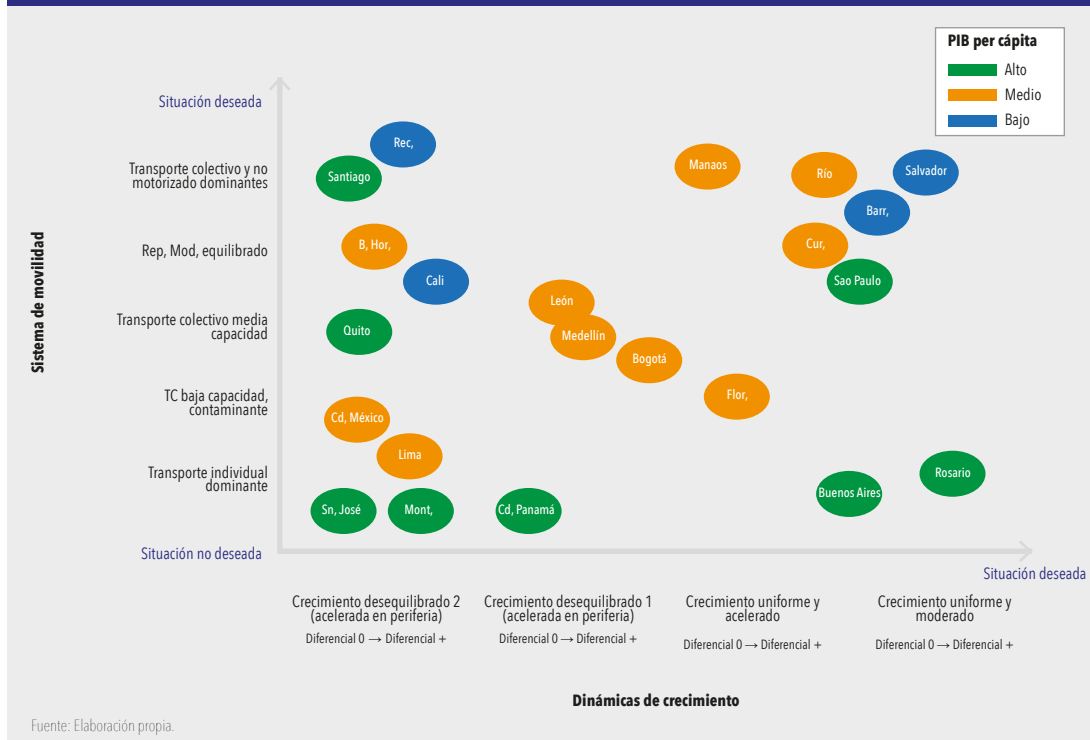 PIB per cápita
Alto
Medio
Bajo
Situación deseada
Transporte colectivo y no
motorizado dominantes
Rep, Mod, equilibrado
Transporte colectivo media
capacidad
TC baja capacidad,
contaminante
Transporte individual
dominante
Situación no deseada
Sistema de movilidad
Rec,
Santiago
Manaos
Río
Salvador
Barr,
B, Hor,
Cur,
Cali
Sao Paulo
León
Quito
Medellín
Bogotá
Flor,
Cd, México
Lima
Rosario
Buenos Aires
Sn, José
Mont,
Cd, Panamá
Situación deseada
Crecimiento desequilibrado 2
(acelerada en periferia)
Diferencial 0 → Diferencial +
Crecimiento desequilibrado 1
(acelerada en periferia)
Diferencial 0 → Diferencial +
Crecimiento uniforme y
acelerado
Diferencial 0 → Diferencial +
Crecimiento uniforme y
moderado
Diferencial 0 → Diferencial +
Dinámicas de crecimiento
Fuente: Elaboración propia.